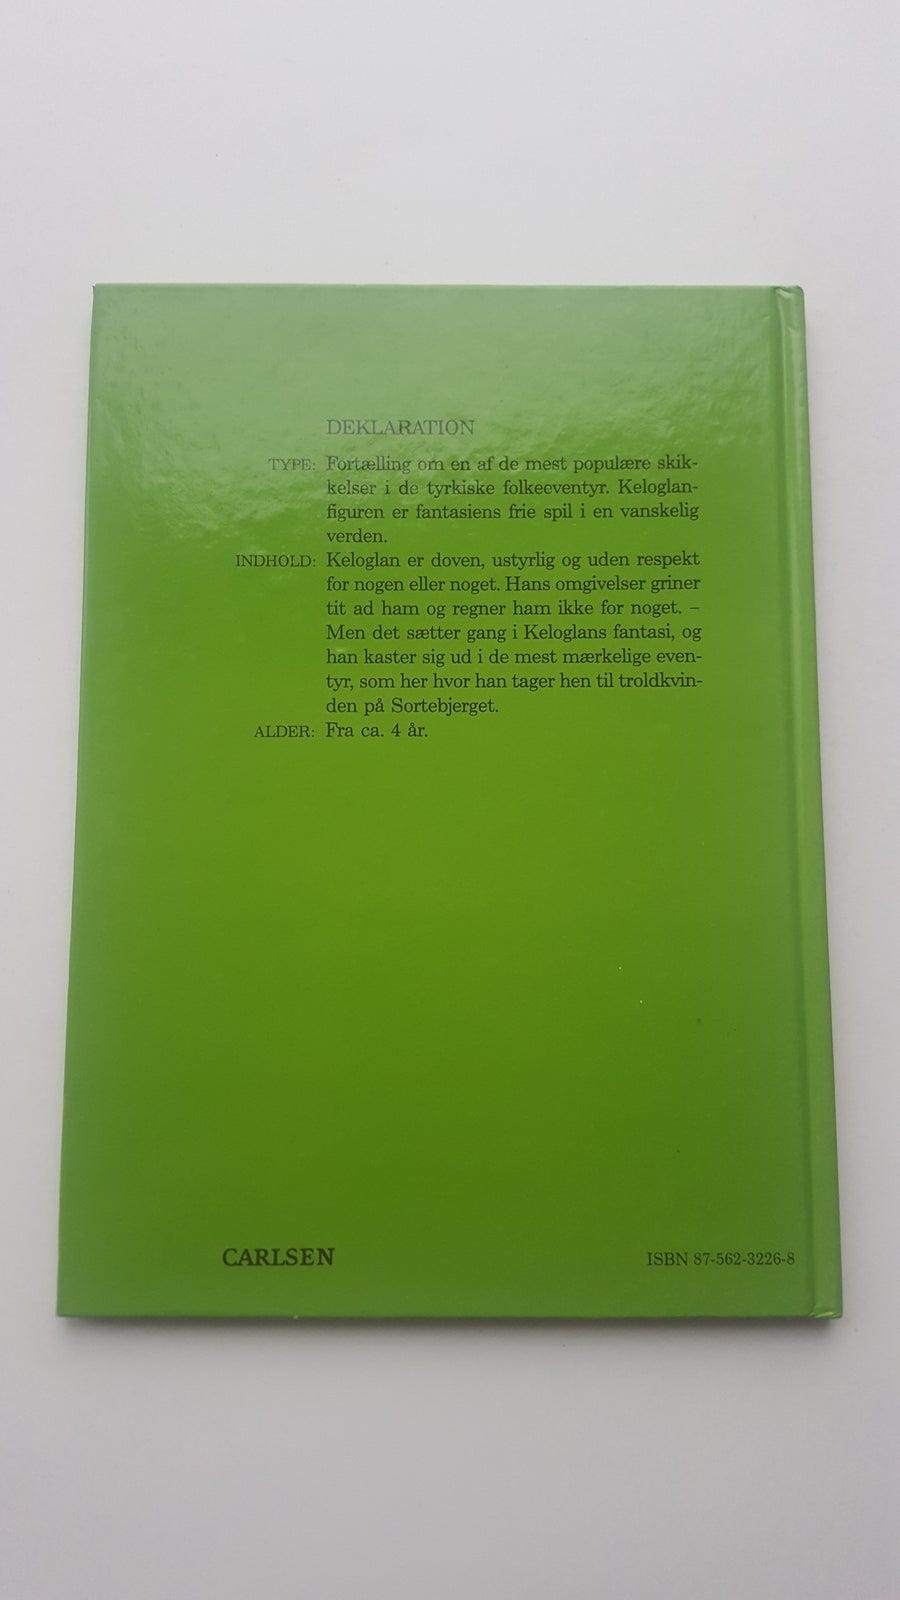 DEKLARATION
TYPE: Fortælling om en af de mest populære skik-
kelser i de tyrkiske folkeeventyr. Keloglan-
figuren er fantasiens frie spil i en vanskelig
verden.
INDHOLD: Keloglan er doven, ustyrlig og uden respekt
for nogen eller noget. Hans omgivelser griner
tit ad ham og regner ham ikke for noget. –
Men det sætter gang i Keloglans fantasi, og
han kaster sig ud i de mest mærkelige even-
tyr, som her hvor han tager hen til troldkvin-
den på Sortebjerget.
ALDER: Fra ca. 4 år.
CARLSEN
ISBN 87-562-3226-8